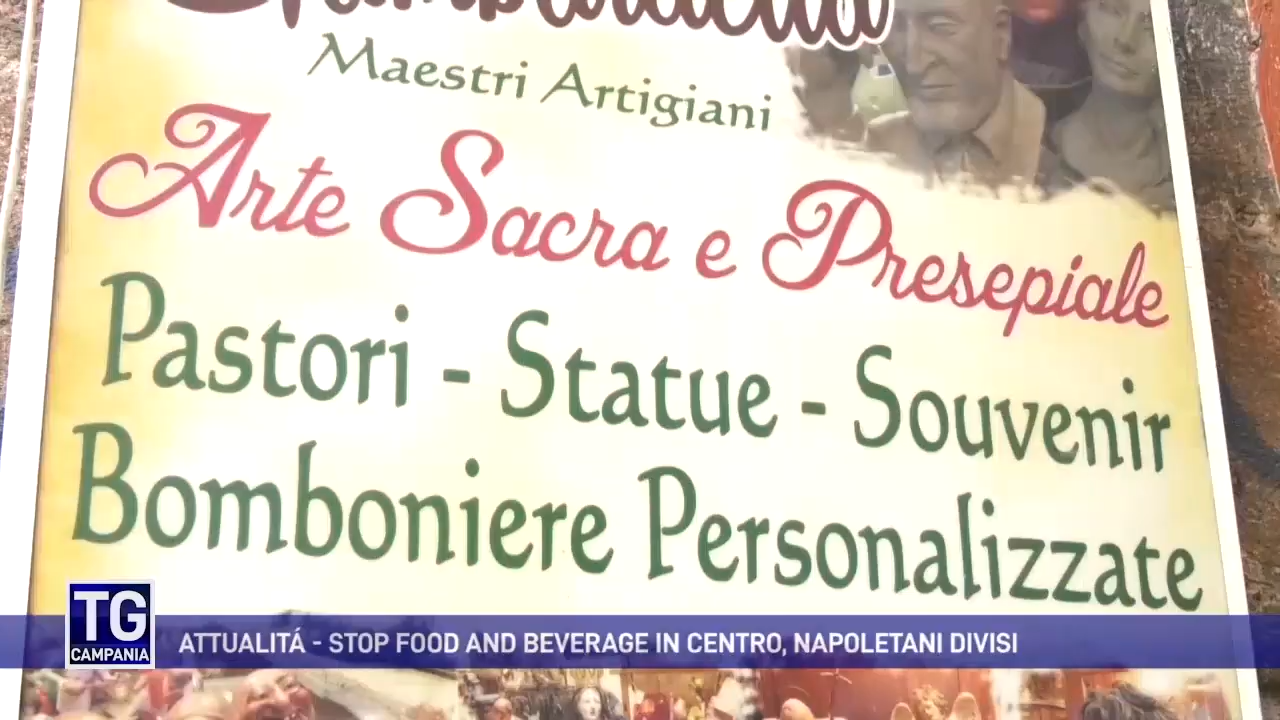 Maestri Artigiani
Arte Sacra e Presepiale
Pastori - Statue - Souvenir
Bomboniere Personalizzate
TG
CAMPANIA
ATTUALITÁ - STOP FOOD AND BEVERAGE IN CENTRO, NAPOLETANI DIVISI